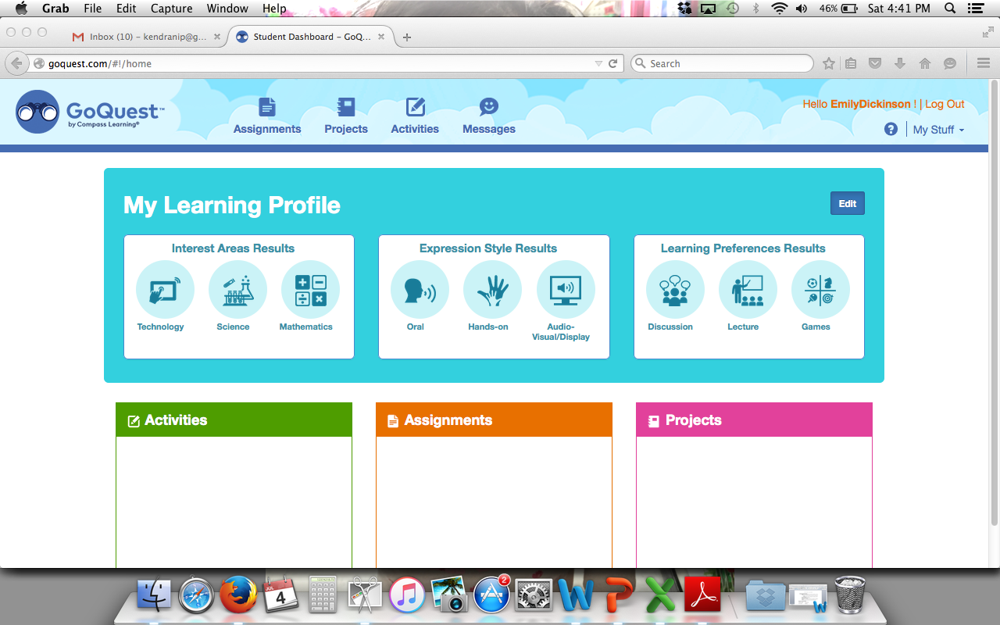 Grab File Edit Capture Window Help 46% Sat 4:41 PM
Inbox (10) – kendranip@g... Student Dashboard – GoQ...
goquest.com/#!/home Search
GoQuest™
by Compass Learning®
Assignments Projects Activities Messages
Hello EmilyDickinson ! | Log Out
? My Stuff
My Learning Profile
Edit
Interest Areas Results
Technology Science Mathematics
Expression Style Results
Oral Hands-on Audio-
Visual/Display
Learning Preferences Results
Discussion Lecture Games
Activities
Assignments
Projects
JUL
4
2
W
W